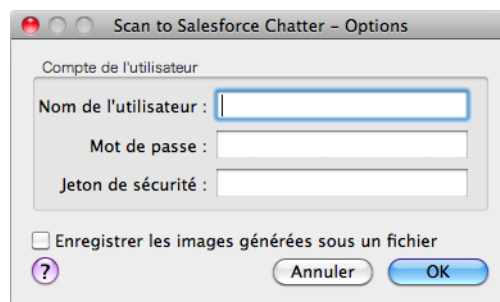 Scan to Salesforce Chatter – Options
Compte de l'utilisateur
Nom de l'utilisateur :
Mot de passe :
Jeton de sécurité :
Enregistrer les images générées sous un fichier
? Annuler OK